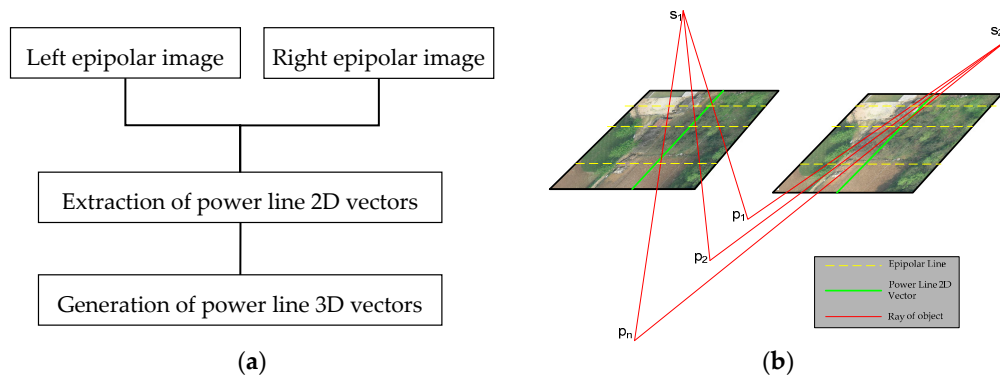 Left epipolar image
Right epipolar image
Extraction of power line 2D vectors
Generation of power line 3D vectors
(a)
s1
s2
p1
p2
pn
Epipolar Line
Power Line 2D
Vector
Ray of object
(b)